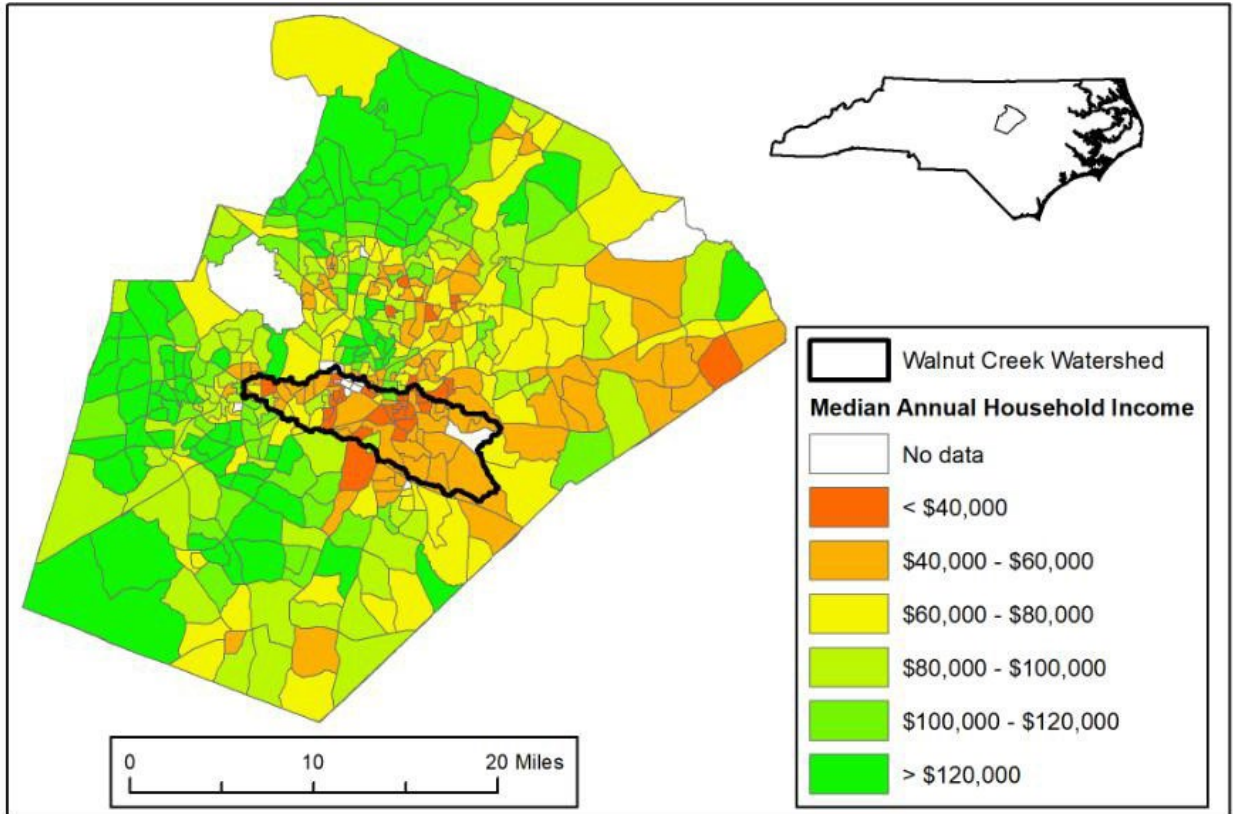 Walnut Creek Watershed
Median Annual Household Income
No data
< $40,000
$40,000 - $60,000
$60,000 - $80,000
$80,000 - $100,000
$100,000 - $120,000
> $120,000
0 10 20 Miles